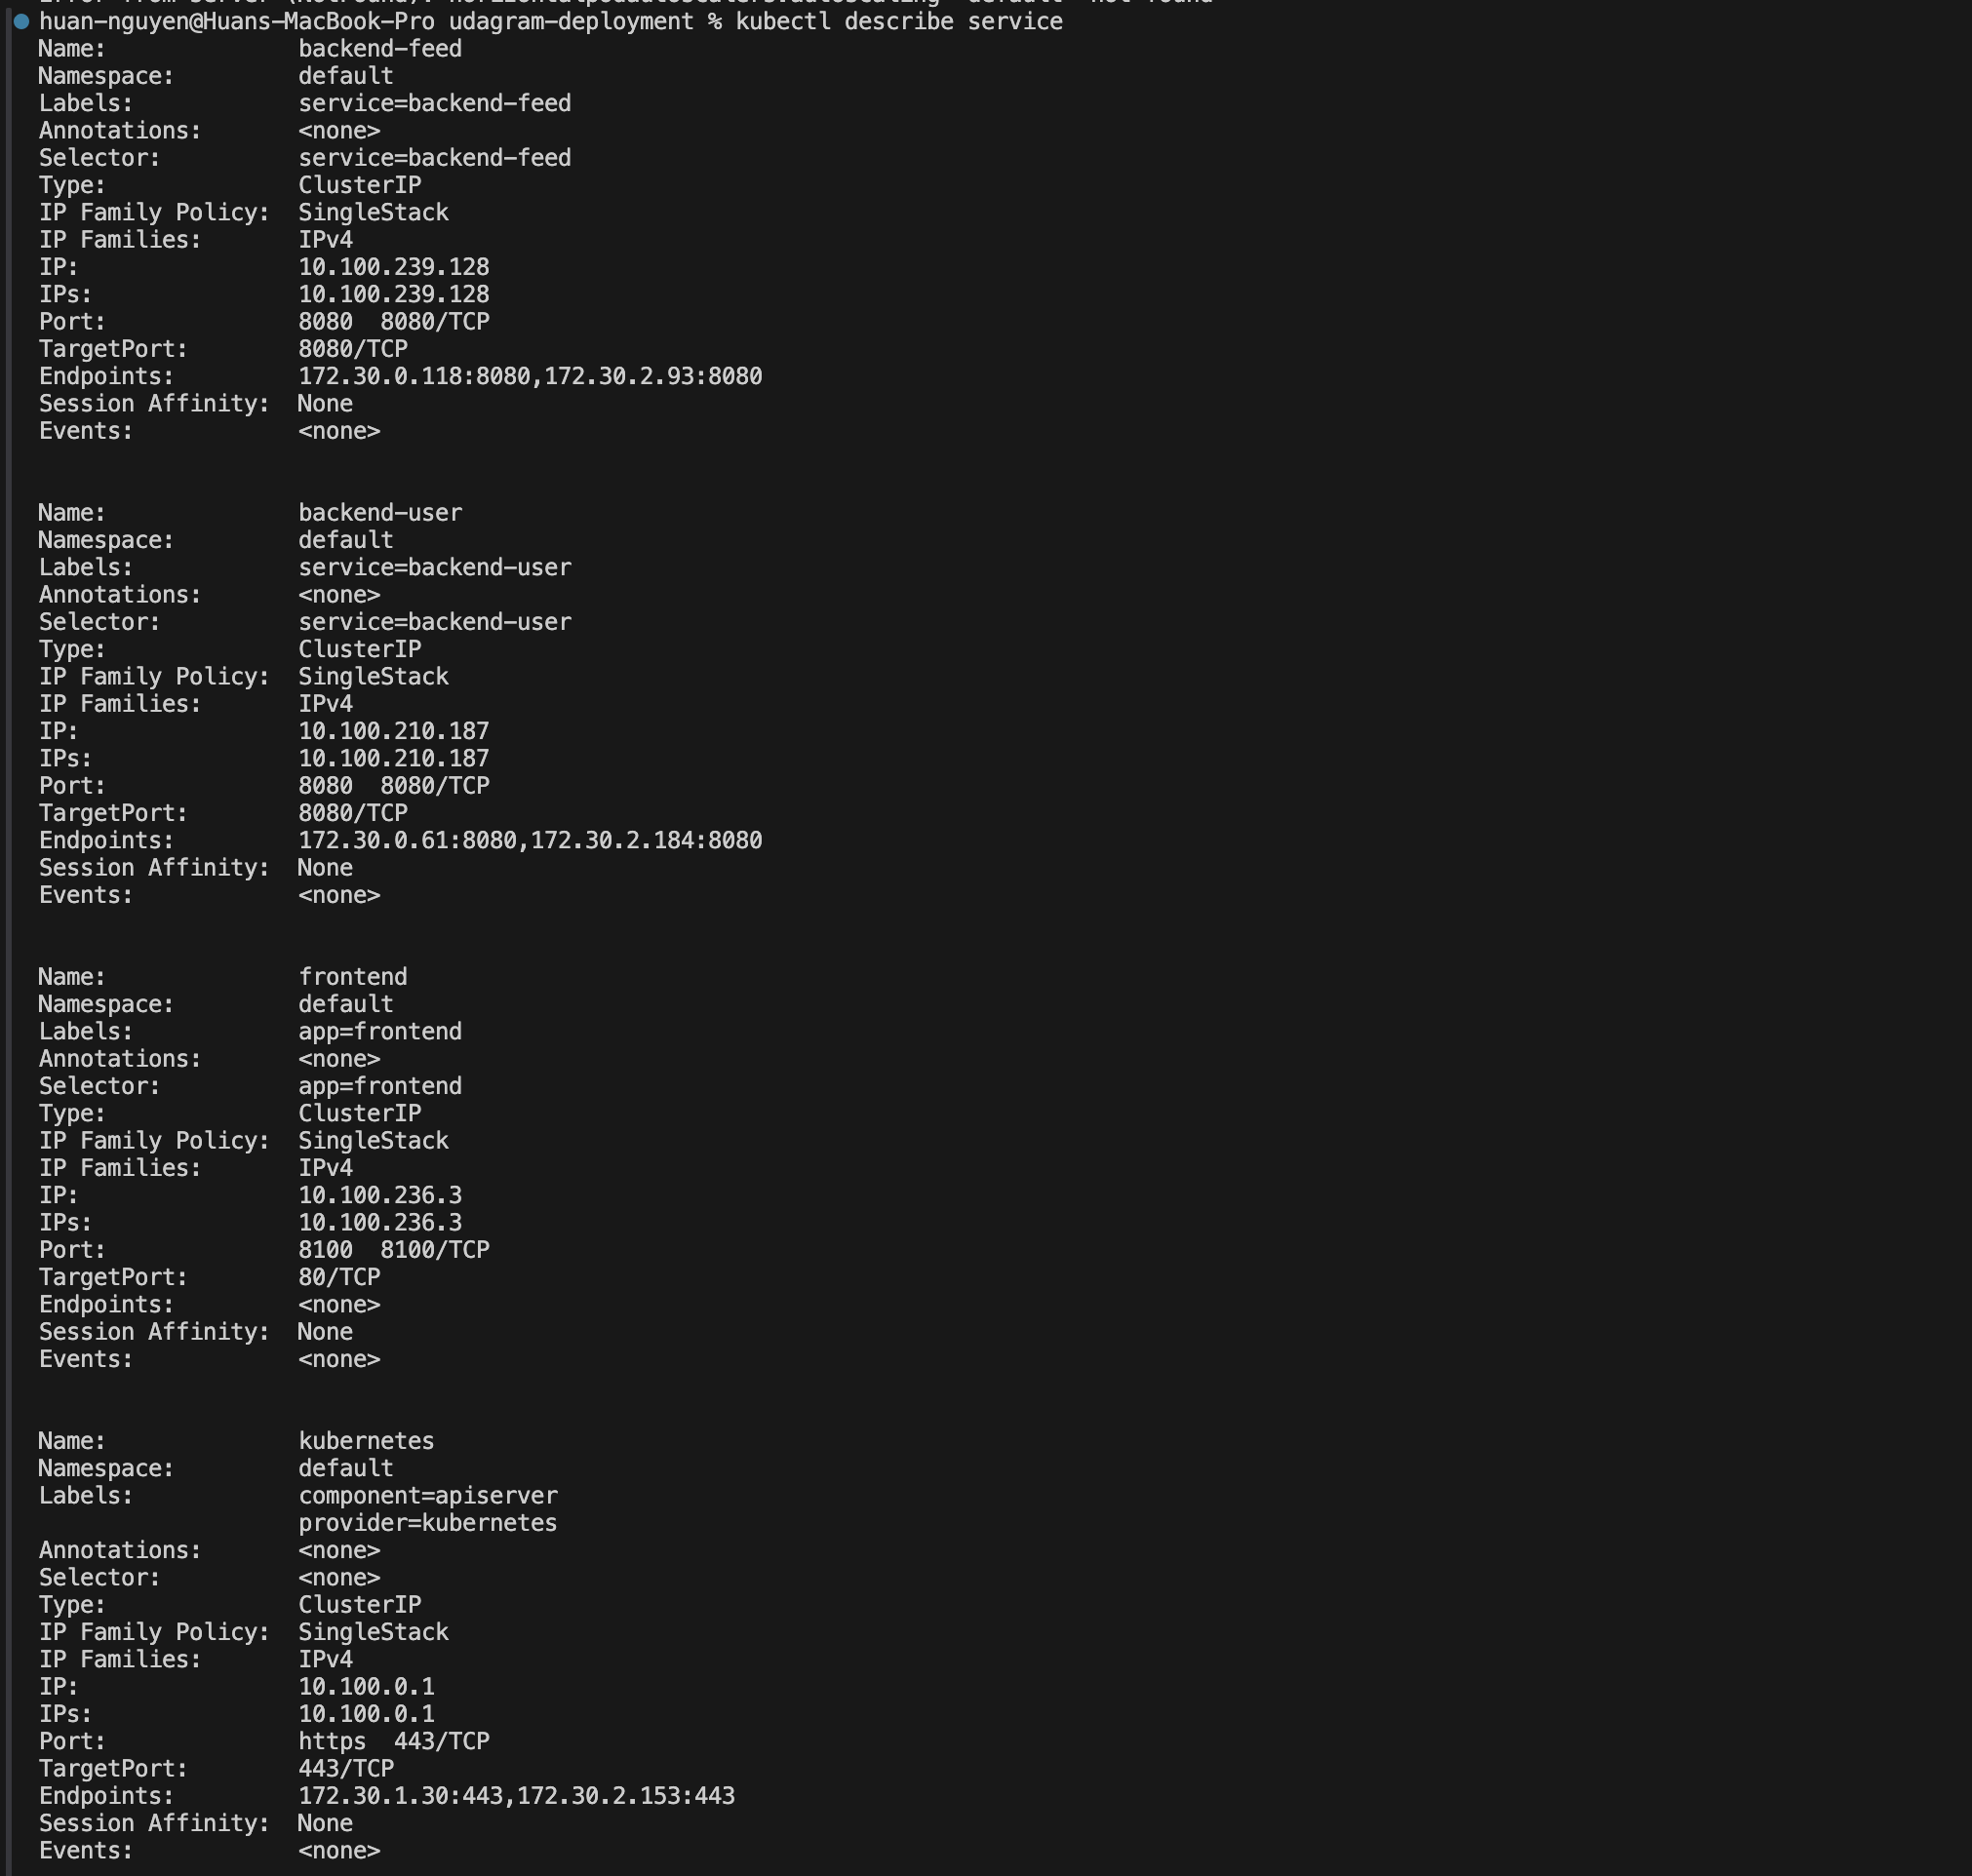 huan-nguyen@Huans-MacBook-Pro udagram-deployment % kubectl describe service
Name:              backend-feed
Namespace:         default
Labels:            service=backend-feed
Annotations:       <none>
Selector:          service=backend-feed
Type:              ClusterIP
IP Family Policy:  SingleStack
IP Families:       IPv4
IP:                10.100.239.128
IPs:               10.100.239.128
Port:              8080  8080/TCP
TargetPort:        8080/TCP
Endpoints:         172.30.0.118:8080,172.30.2.93:8080
Session Affinity:  None
Events:            <none>
Name:              backend-user
Namespace:         default
Labels:            service=backend-user
Annotations:       <none>
Selector:          service=backend-user
Type:              ClusterIP
IP Family Policy:  SingleStack
IP Families:       IPv4
IP:                10.100.210.187
IPs:               10.100.210.187
Port:              8080  8080/TCP
TargetPort:        8080/TCP
Endpoints:         172.30.0.61:8080,172.30.2.184:8080
Session Affinity:  None
Events:            <none>
Name:              frontend
Namespace:         default
Labels:            app=frontend
Annotations:       <none>
Selector:          app=frontend
Type:              ClusterIP
IP Family Policy:  SingleStack
IP Families:       IPv4
IP:                10.100.236.3
IPs:               10.100.236.3
Port:              8100  8100/TCP
TargetPort:        80/TCP
Endpoints:         <none>
Session Affinity:  None
Events:            <none>
Name:              kubernetes
Namespace:         default
Labels:            component=apiserver
                   provider=kubernetes
Annotations:       <none>
Selector:          <none>
Type:              ClusterIP
IP Family Policy:  SingleStack
IP Families:       IPv4
IP:                10.100.0.1
IPs:               10.100.0.1
Port:              https  443/TCP
TargetPort:        443/TCP
Endpoints:         172.30.1.30:443,172.30.2.153:443
Session Affinity:  None
Events:            <none>